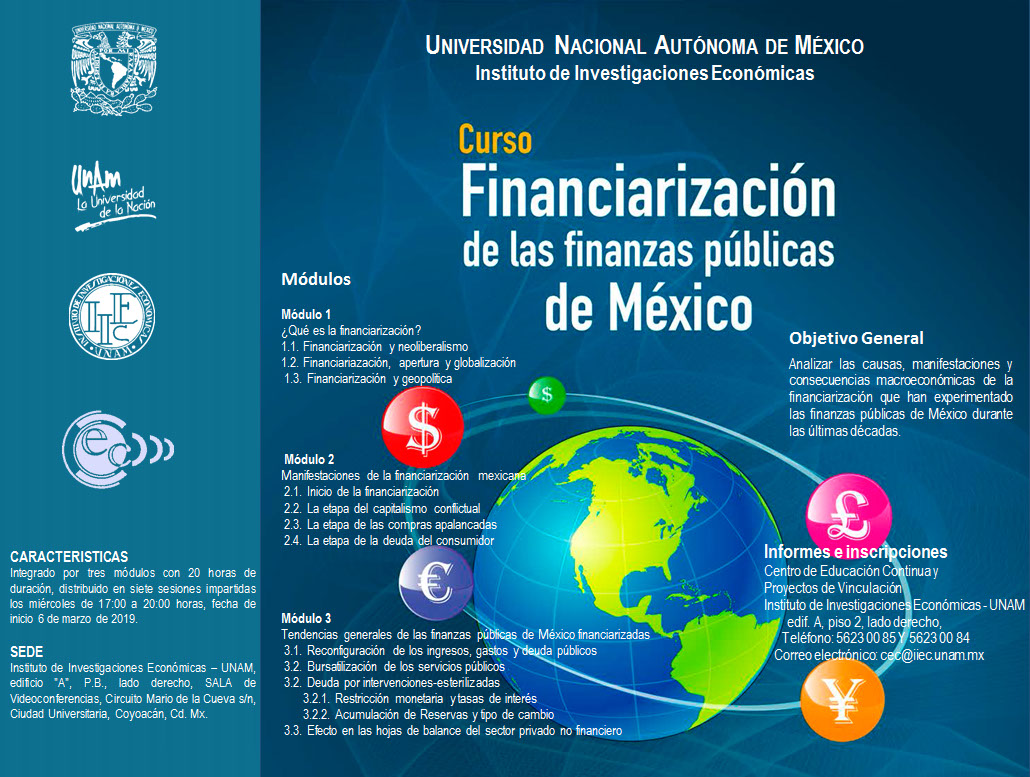 UNIVERSIDAD NACIONAL AUTÓNOMA DE MÉXICO
Instituto de Investigaciones Económicas
UNIVERSIDAD NACIONAL AUTONOMA DE MEXICO
UnAm
La Universidad
de la Nación
INSTITUTO DE INVESTIGACIONES ECONOMICAS
IIEC
UNAM
ec
Curso
Financiarización
de las finanzas públicas
de México
Módulos
Módulo 1
¿Qué es la financiarización?
1.1. Financiarización y neoliberalismo
1.2. Financiariazación, apertura y globalización
1.3. Financiarización y geopolítica
Módulo 2
Manifestaciones de la financiarización mexicana
2.1. Inicio de la financiarización
2.2. La etapa del capitalismo conflictual
2.3. La etapa de las compras apalancadas
2.4. La etapa de la deuda del consumidor
Módulo 3
Tendencias generales de las finanzas públicas de México financiarizadas
3.1. Reconfiguración de los ingresos, gastos y deuda públicos
3.2. Bursatilización de los servicios públicos
3.2. Deuda por intervenciones-esterilizadas
3.2.1. Restricción monetaria y tasas de interés
3.2.2. Acumulación de Reservas y tipo de cambio
3.3. Efecto en las hojas de balance del sector privado no financiero
$
$
€
£
¥
Objetivo General
Analizar las causas, manifestaciones y
consecuencias macroeconómicas de la
financiarización que han experimentado
las finanzas públicas de México durante
las últimas décadas.
Informes e inscripciones
Centro de Educación Continua y
Proyectos de Vinculación
Instituto de Investigaciones Económicas - UNAM
edif. A, piso 2, lado derecho,
Teléfono: 5623 00 85 Y 5623 00 84
Correo electrónico: cec@iiec.unam.mx
CARACTERISTICAS
Integrado por tres módulos con 20 horas de
duración, distribuido en siete sesiones impartidas
los miércoles de 17:00 a 20:00 horas, fecha de
inicio 6 de marzo de 2019.
SEDE
Instituto de Investigaciones Económicas – UNAM,
edificio "A", P.B., lado derecho, SALA de
Videoconferencias, Circuito Mario de la Cueva s/n,
Ciudad Universitaria, Coyoacán, Cd. Mx.